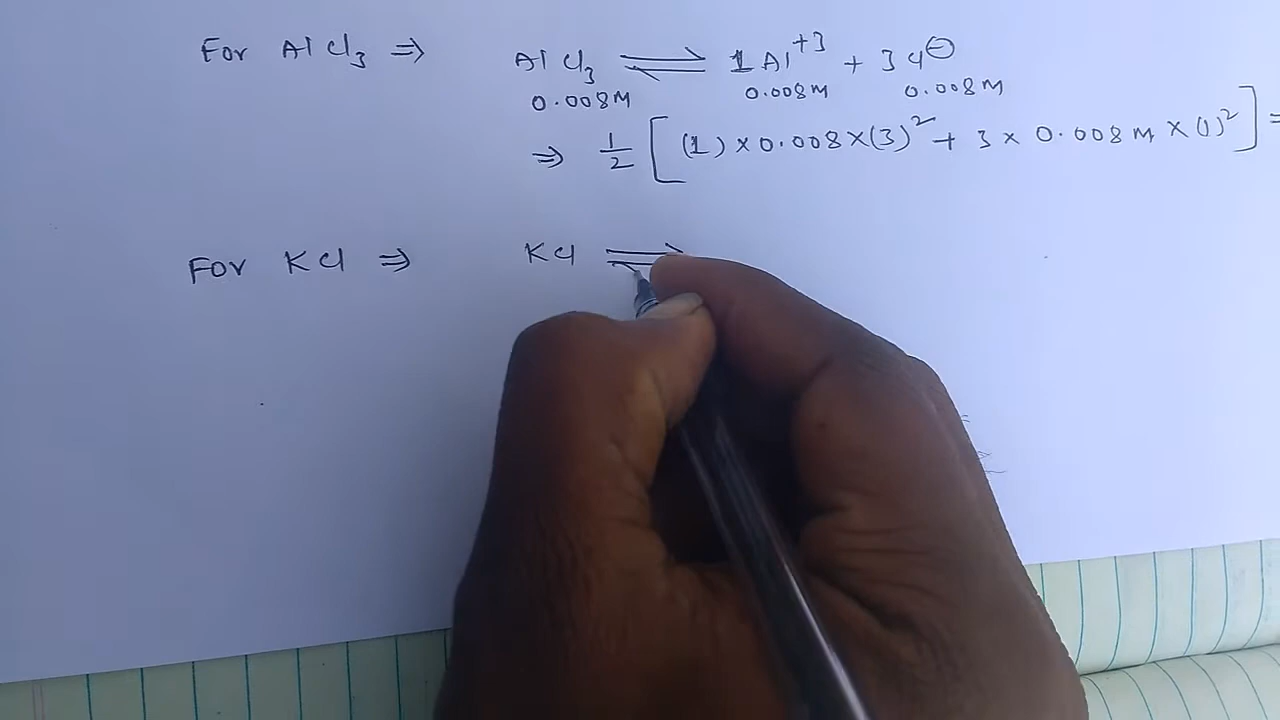 For AlCl₃ ⇒ AlCl₃ ⇌ 1Al⁺³ + 3Cl⊖
0.008M 0.008M 0.008M
⇒ 1/2 [(1)×0.008×(3)² + 3×0.008M×(1)²] =
For KCl ⇒ KCl ⇌